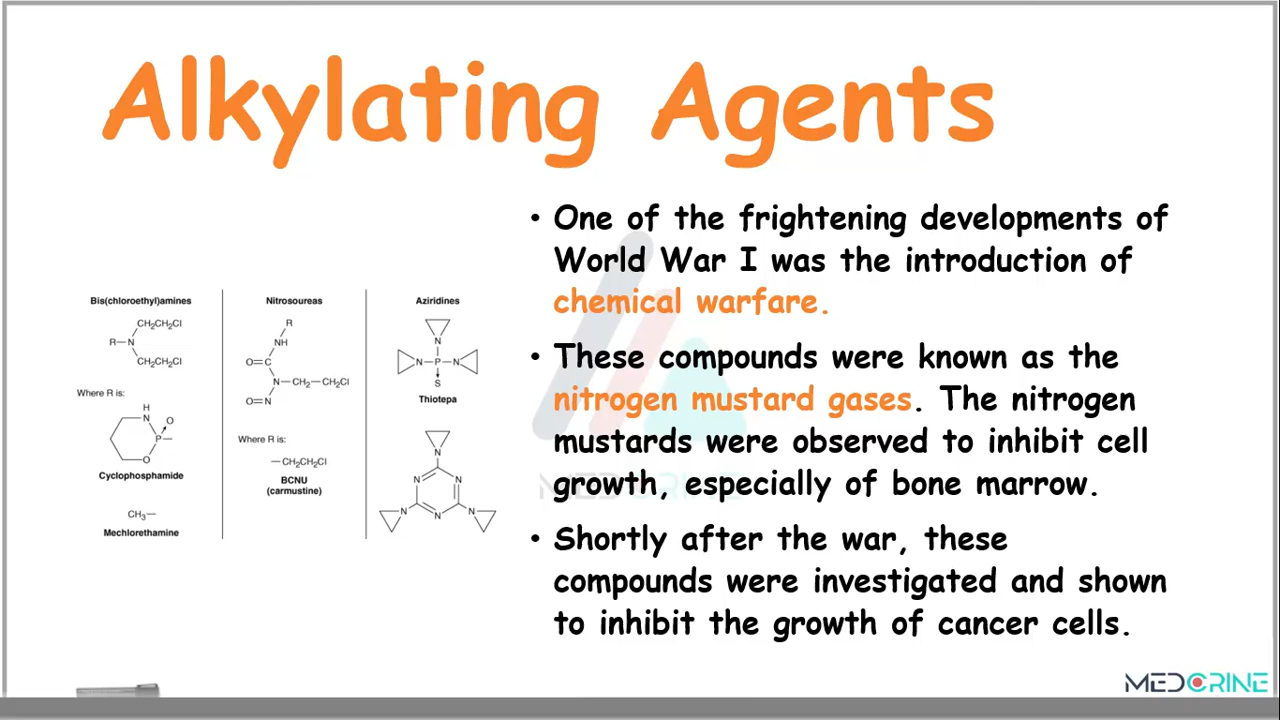 Alkylating Agents
• One of the frightening developments of
World War I was the introduction of
chemical warfare.
• These compounds were known as the
nitrogen mustard gases. The nitrogen
mustards were observed to inhibit cell
growth, especially of bone marrow.
• Shortly after the war, these
compounds were investigated and shown
to inhibit the growth of cancer cells.
Bis(chloroethyl)amines
CH₂CH₂Cl
R—N
CH₂CH₂Cl
Where R is:
H
N
O
P
O
Cyclophosphamide
CH₃—
Mechlorethamine
Nitrosoureas
R
NH
O=C
N—CH₂—CH₂Cl
O=N
Where R is:
—CH₂CH₂Cl
BCNU
(carmustine)
Aziridines
N
N—P—N
S
Thiotepa
N
N N
N N N
MEDCRINE
MEDCRINE